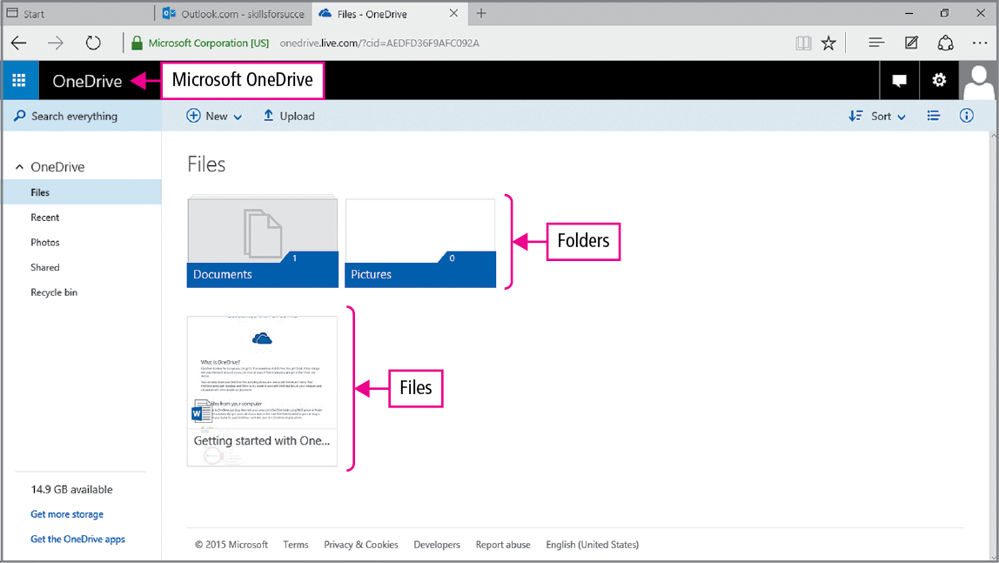 Start
Outlook.com - skillsforsucce
Files - OneDrive
Microsoft Corporation [US] onedrive.live.com/?cid=AEDFD36F9AFC092A
OneDrive
Microsoft OneDrive
Search everything
New
Upload
Sort
OneDrive
Files
Recent
Photos
Shared
Recycle bin
14.9 GB available
Get more storage
Get the OneDrive apps
Files
1
Documents
0
Pictures
Folders
What is OneDrive?
files from your computer
W
Getting started with One...
Files
© 2015 Microsoft Terms Privacy & Cookies Developers Report abuse English (United States)